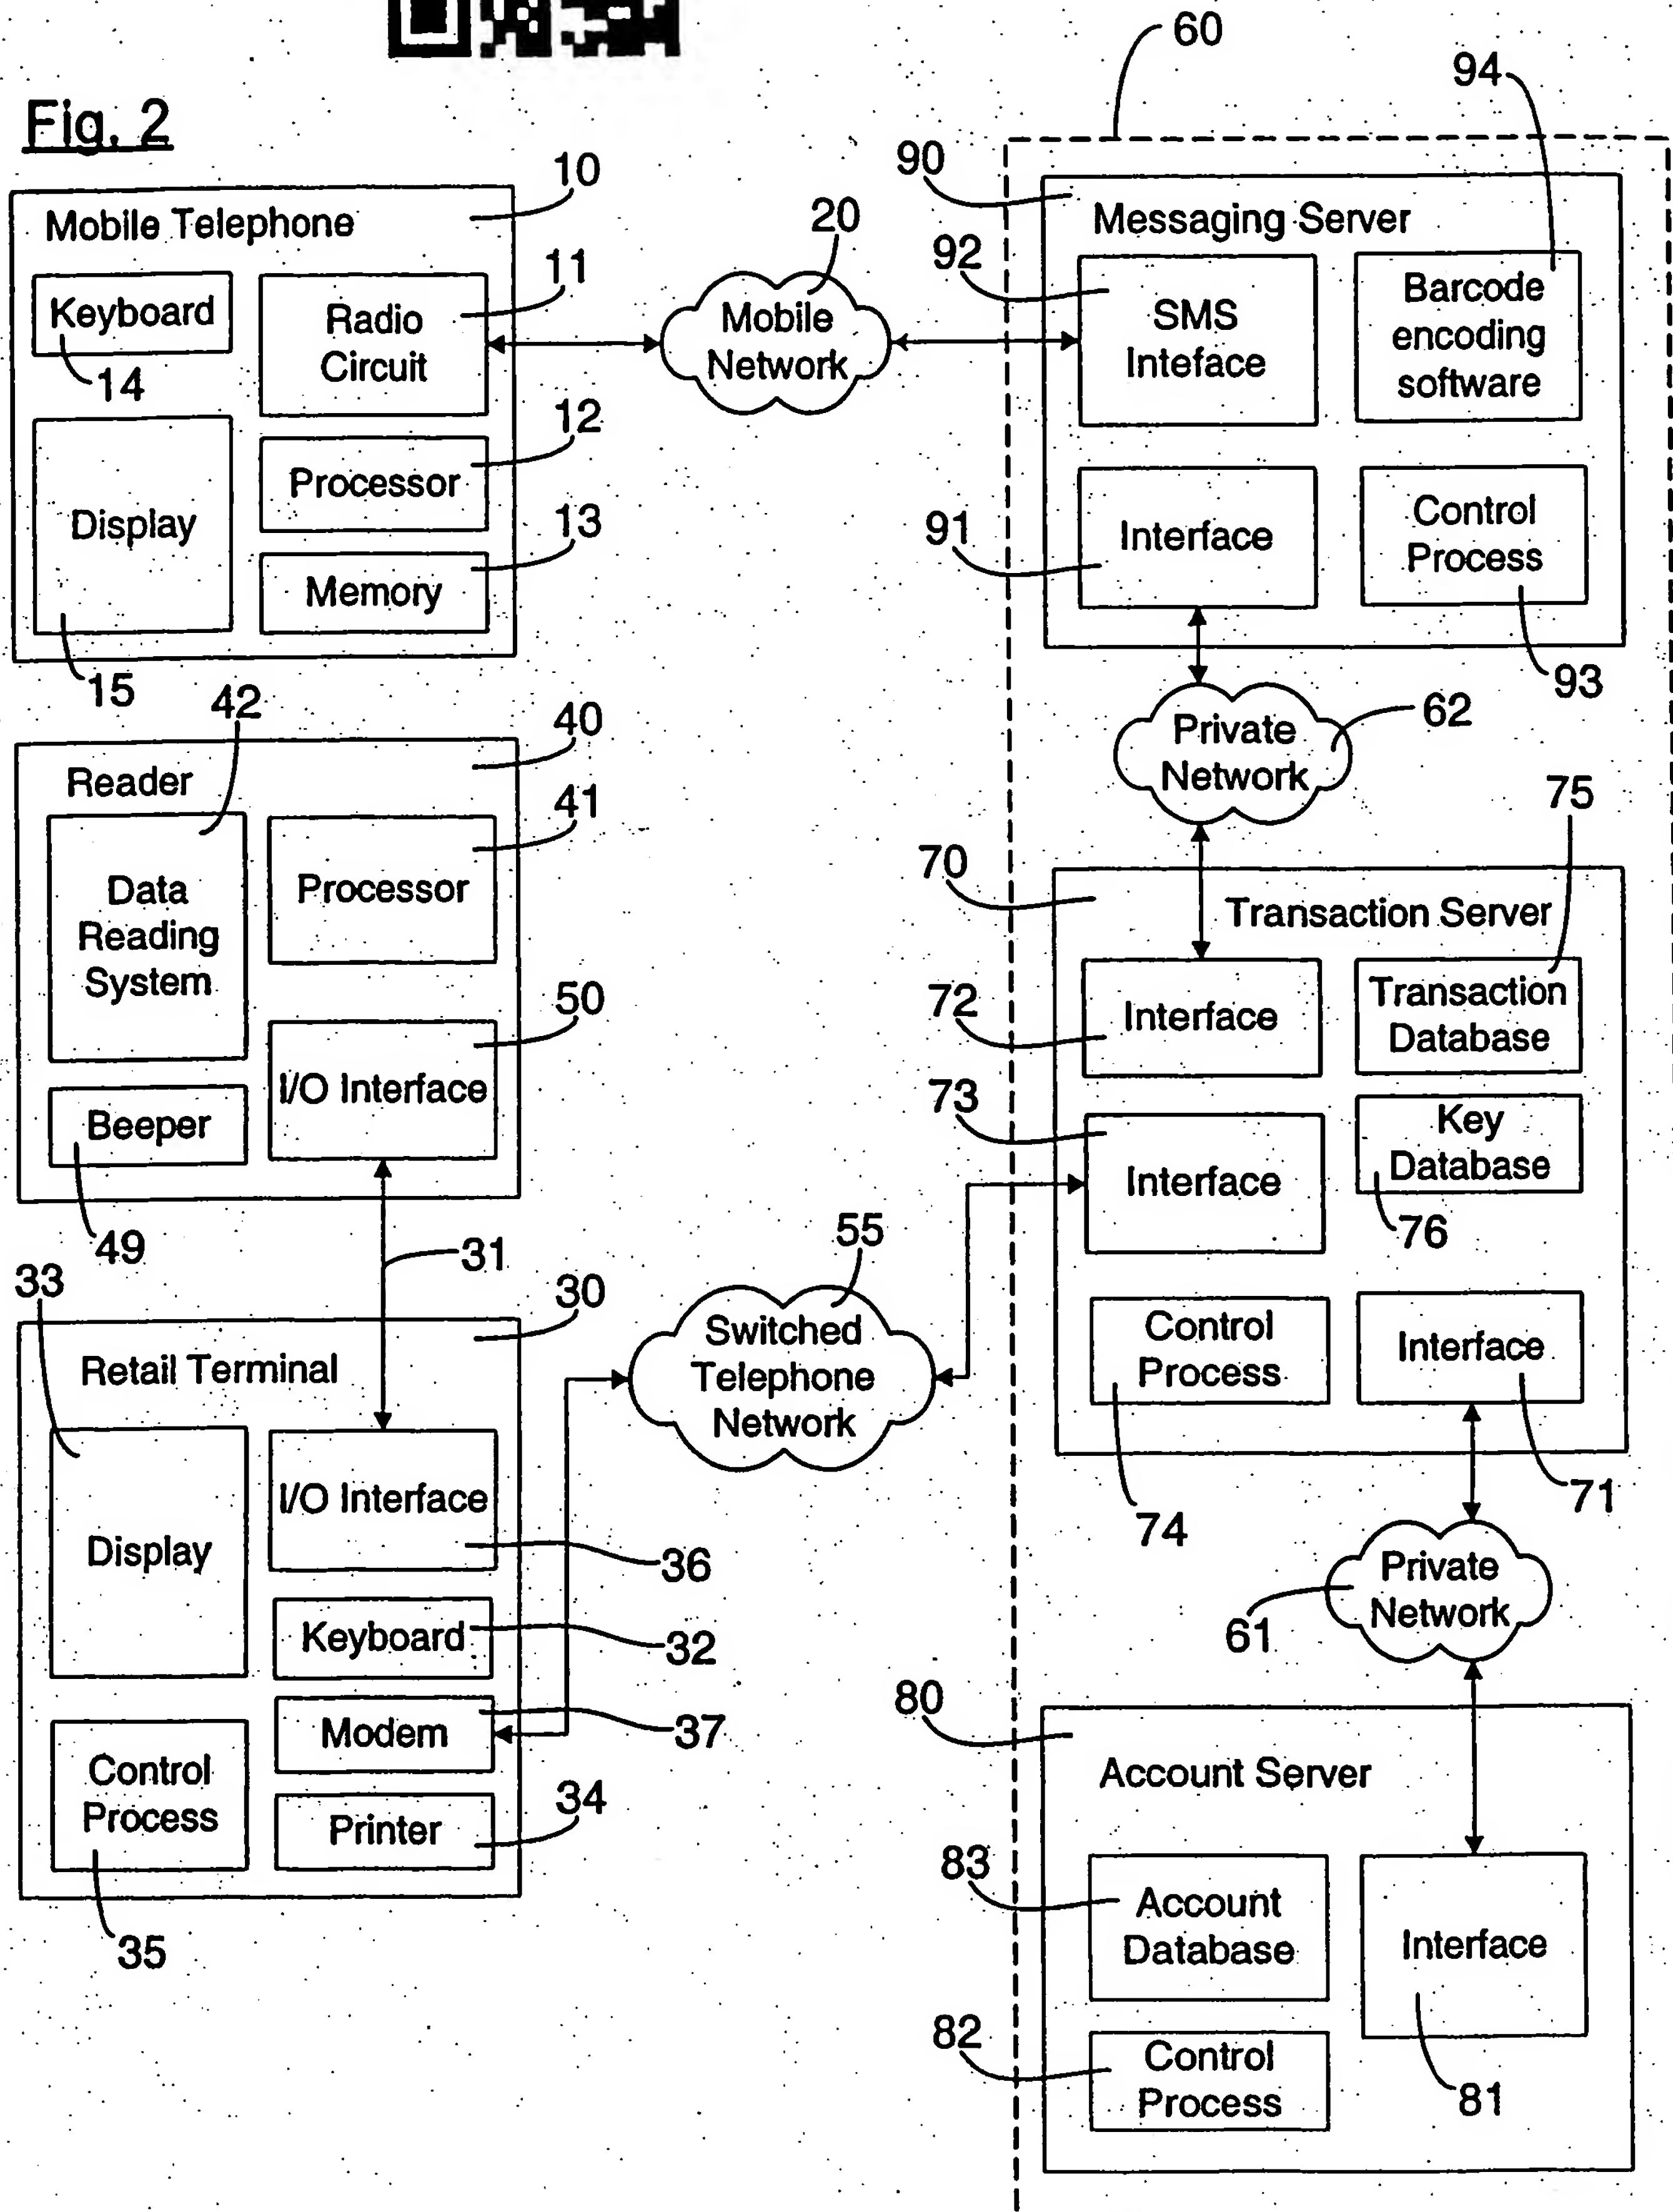 Fig. 2
60
94
10
Mobile Telephone
Keyboard
14
11
Radio
Circuit
12
Processor
13
Memory
Display
15
20
Mobile
Network
90
Messaging Server
92
SMS
Inteface
Barcode
encoding
software
91
Interface
Control
Process
93
Private
Network
62
42
40
Reader
41
Data
Reading
System
Processor
50
I/O Interface
Beeper
49
31
75
70
Transaction Server
72
Interface
Transaction
Database
73
Interface
Key
Database
76
Control
Process
74
Interface
71
55
Switched
Telephone
Network
33
30
Retail Terminal
Display
I/O Interface
36
Keyboard
32
Modem
37
Control
Process
35
Printer
34
Private
Network
61
80
Account Server
83
Account
Database
Interface
81
82
Control
Process